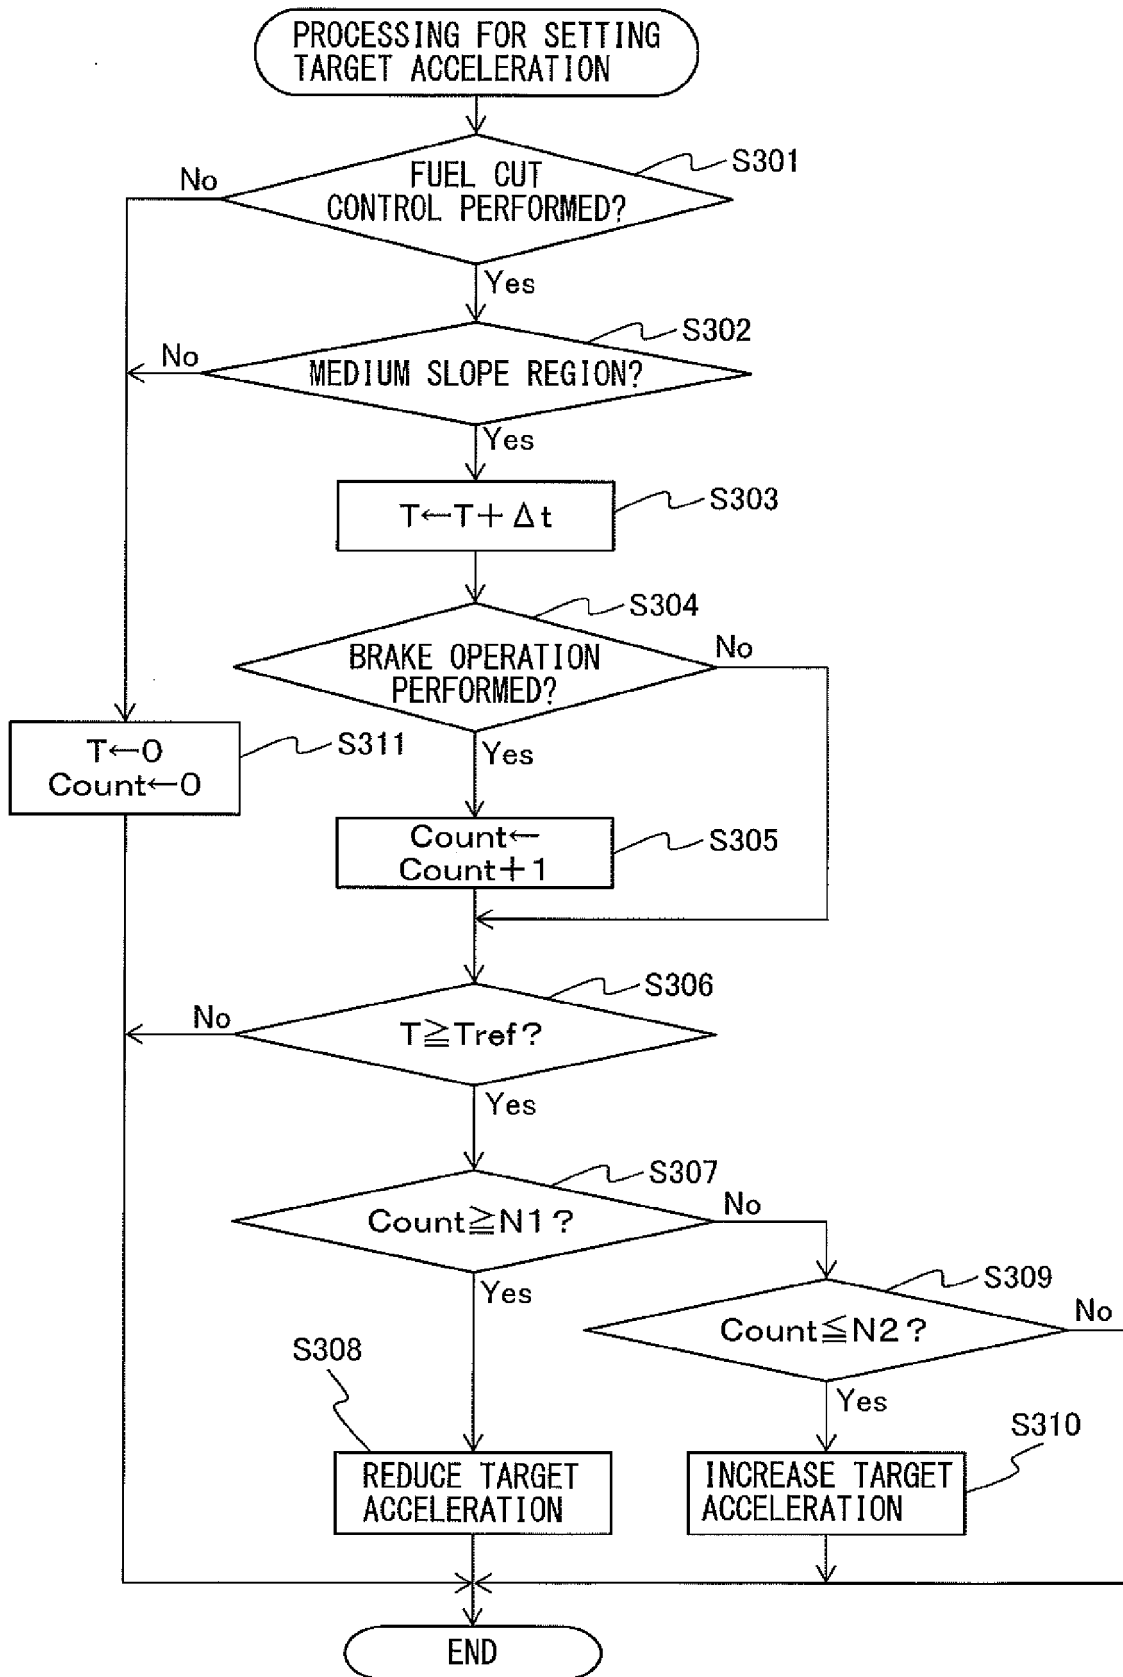 PROCESSING FOR SETTING
TARGET ACCELERATION
S301
No
FUEL CUT
CONTROL PERFORMED?
Yes
S302
No
MEDIUM SLOPE REGION?
Yes
S303
T←T+Δt
S304
No
BRAKE OPERATION
PERFORMED?
T←0
Count←0
S311
Yes
Count←
Count+1
S305
S306
No
T≧Tref?
Yes
S307
No
Count≧N1?
Yes
S309
No
Count≦N2?
S308
Yes
S310
REDUCE TARGET
ACCELERATION
INCREASE TARGET
ACCELERATION
END